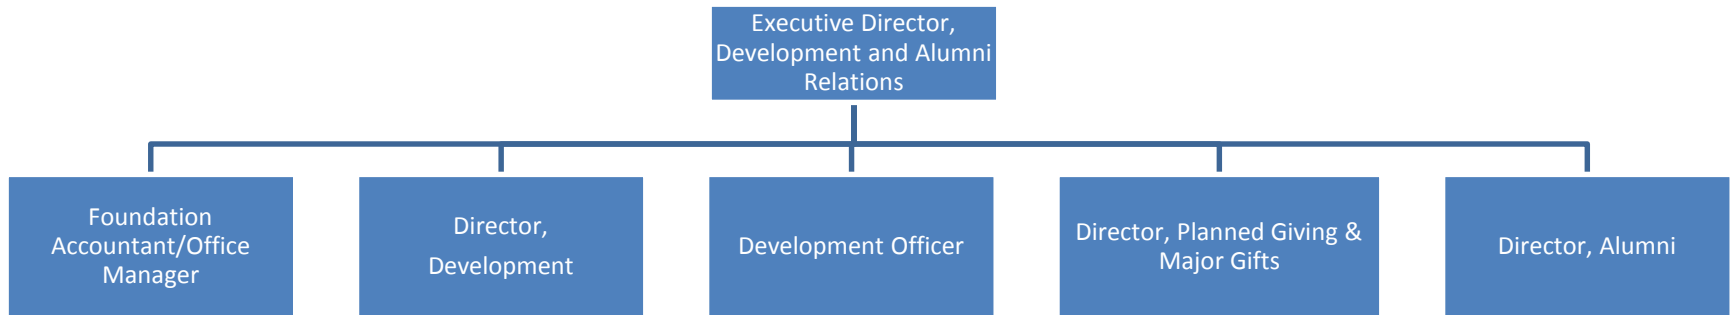 Executive Director,
Development and Alumni
Relations
Foundation
Accountant/Office
Manager
Director,
Development
Development Officer
Director, Planned Giving &
Major Gifts
Director, Alumni